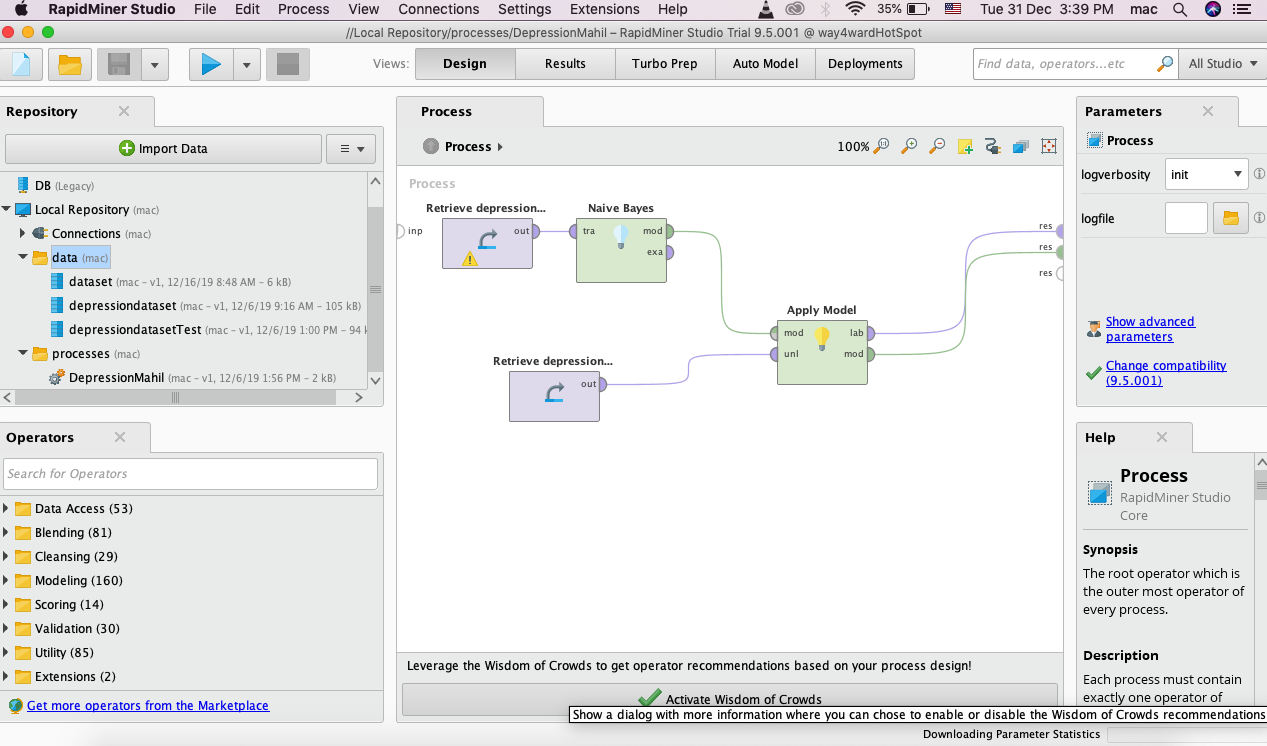 RapidMiner Studio File Edit Process View Connections Settings Extensions Help 35% Tue 31 Dec 3:39 PM mac
//Local Repository/processes/DepressionMahil – RapidMiner Studio Trial 9.5.001 @ way4wardHotSpot
Views: Design Results Turbo Prep Auto Model Deployments Find data, operators...etc All Studio
Repository
Import Data
DB (Legacy)
Local Repository (mac)
Connections (mac)
data (mac)
dataset (mac – v1, 12/16/19 8:48 AM – 6 kB)
depressiondataset (mac – v1, 12/6/19 9:16 AM – 105 kB)
depressiondatasetTest (mac – v1, 12/6/19 1:00 PM – 94 k
processes (mac)
DepressionMahil (mac – v1, 12/6/19 1:56 PM – 2 kB)
Operators
Search for Operators
Data Access (53)
Blending (81)
Cleansing (29)
Modeling (160)
Scoring (14)
Validation (30)
Utility (85)
Extensions (2)
Get more operators from the Marketplace
Process
Process 100%
Process
inp
Retrieve depression...
out
Naive Bayes
tra mod
exa
Retrieve depression...
out
Apply Model
mod lab
unl mod
res
res
res
Leverage the Wisdom of Crowds to get operator recommendations based on your process design!
Activate Wisdom of Crowds
Show a dialog with more information where you can chose to enable or disable the Wisdom of Crowds recommendations
Downloading Parameter Statistics
Parameters
Process
logverbosity init
logfile
Show advanced
parameters
Change compatibility
(9.5.001)
Help
Process
RapidMiner Studio
Core
Synopsis
The root operator which is
the outer most operator of
every process.
Description
Each process must contain
exactly one operator of